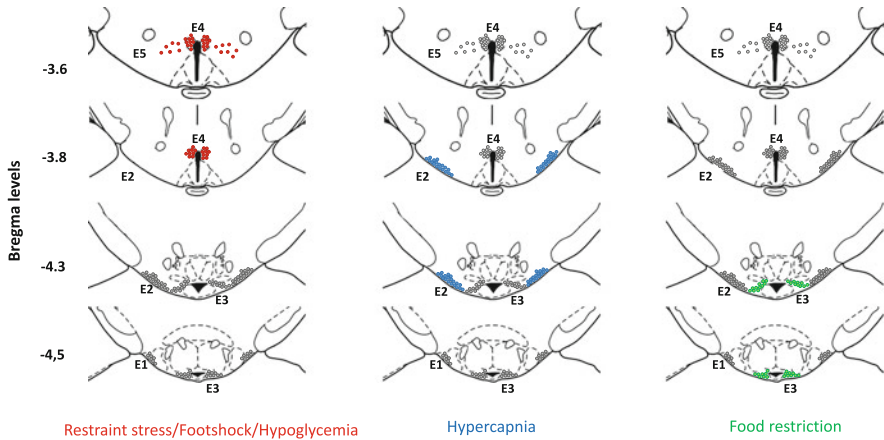 E4 E4 E4
E5 E5 E5
-3.6
E4 E4 E4
-3.8
E2 E2 E2
Bregma levels
-4.3
E2 E3 E2 E3 E2 E3
-4,5
E1 E3 E1 E3 E1 E3
Restraint stress/Footshock/Hypoglycemia Hypercapnia Food restriction